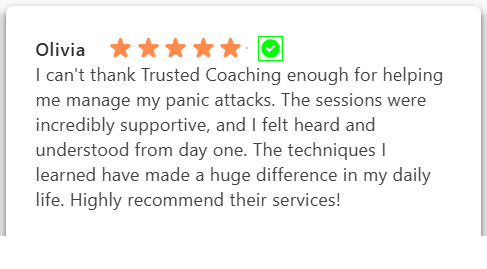 Olivia
I can't thank Trusted Coaching enough for helping
me manage my panic attacks. The sessions were
incredibly supportive, and I felt heard and
understood from day one. The techniques I
learned have made a huge difference in my daily
life. Highly recommend their services!